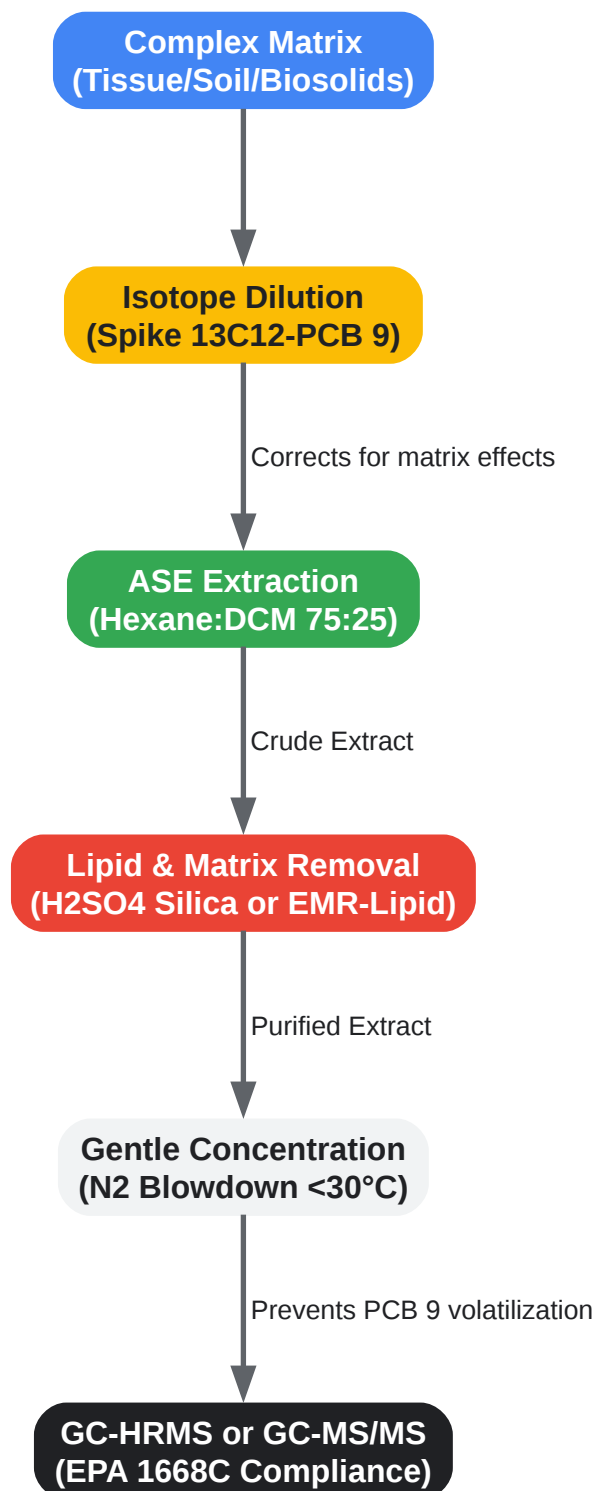 Complex Matrix
(Tissue/Soil/Biosolids)
Isotope Dilution
(Spike 13C12-PCB 9)
Corrects for matrix effects
ASE Extraction
(Hexane:DCM 75:25)
Crude Extract
Lipid & Matrix Removal
(H2SO4 Silica or EMR-Lipid)
Purified Extract
Gentle Concentration
(N2 Blowdown <30°C)
Prevents PCB 9 volatilization
GC-HRMS or GC-MS/MS
(EPA 1668C Compliance)